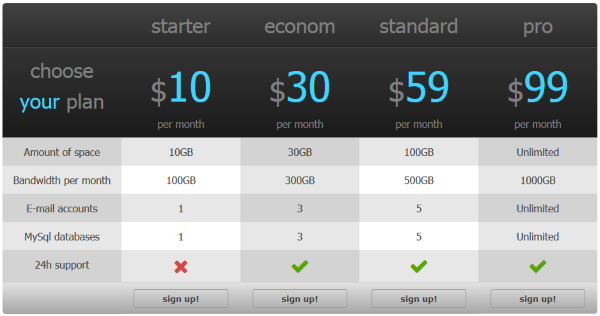 starter econom standard pro
choose
your plan
$10 $30 $59 $99
per month per month per month per month
Amount of space 10GB 30GB 100GB Unlimited
Bandwidth per month 100GB 300GB 500GB 1000GB
E-mail accounts 1 3 5 Unlimited
MySql databases 1 3 5 Unlimited
24h support
sign up! sign up! sign up! sign up!